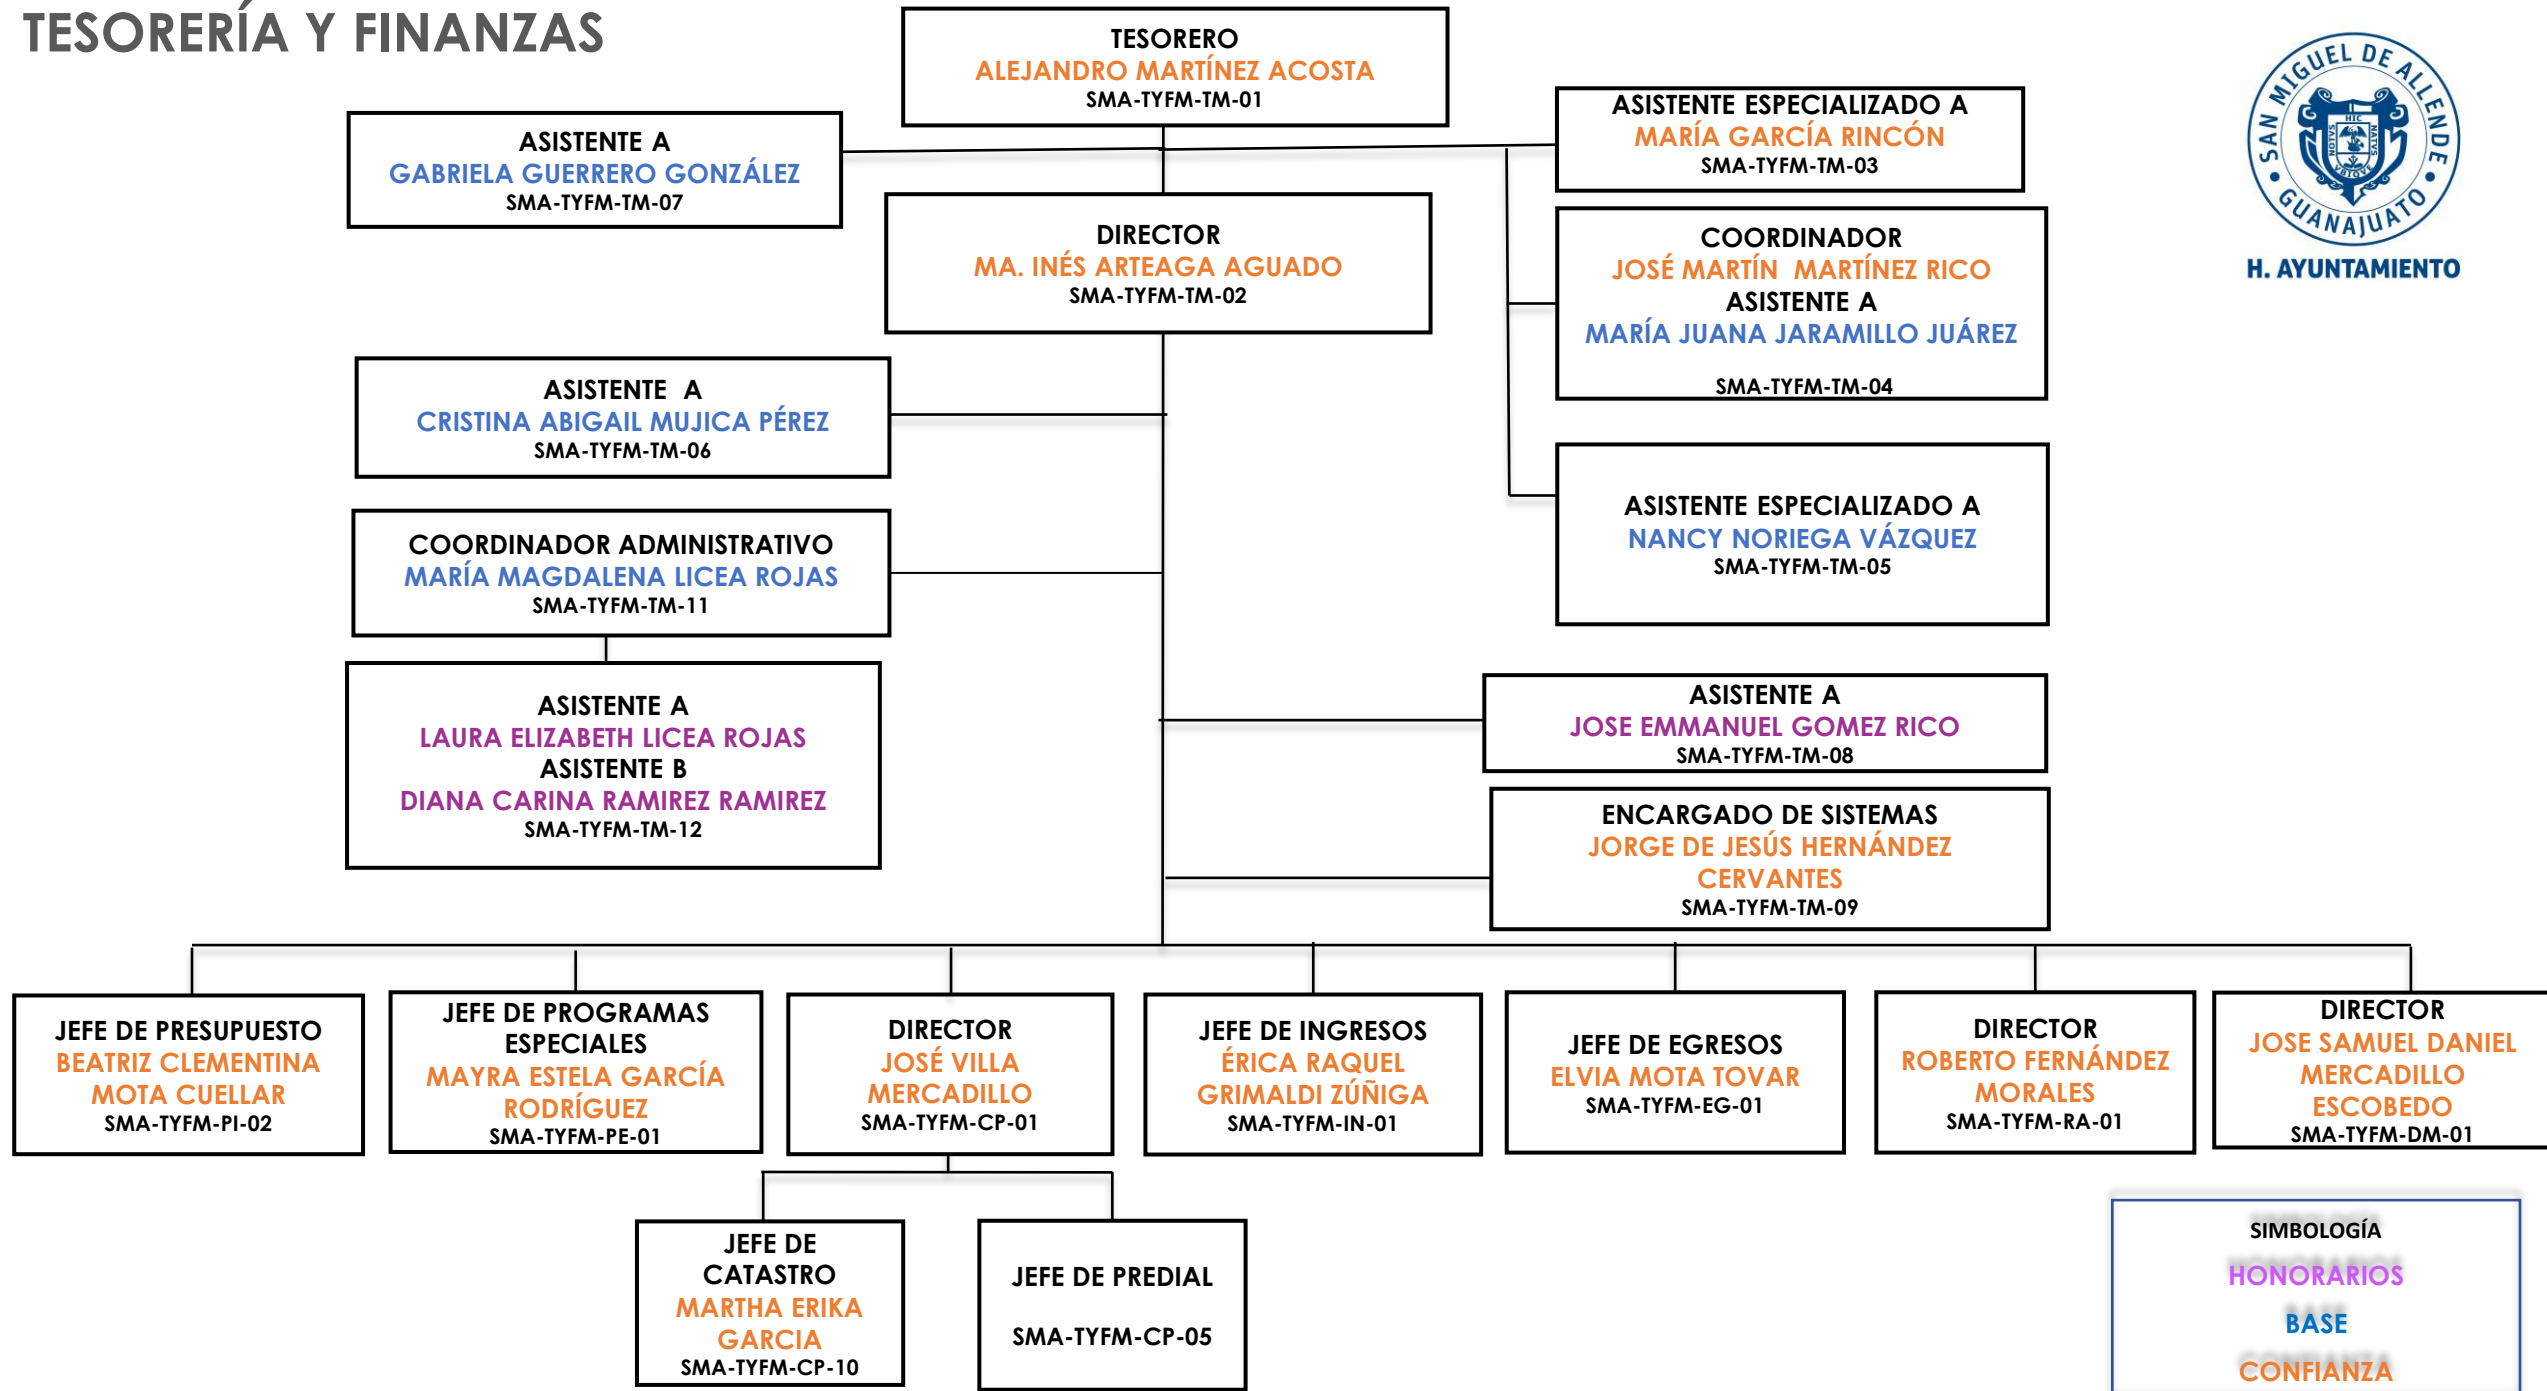 TESORERÍA Y FINANZAS
TESORERO
ALEJANDRO MARTÍNEZ ACOSTA
SMA-TYFM-TM-01
ASISTENTE A
GABRIELA GUERRERO GONZÁLEZ
SMA-TYFM-TM-07
ASISTENTE ESPECIALIZADO A
MARÍA GARCÍA RINCÓN
SMA-TYFM-TM-03
SAN MIGUEL DE ALLENDE
GUANAJUATO
HIC
H. AYUNTAMIENTO
DIRECTOR
MA. INÉS ARTEAGA AGUADO
SMA-TYFM-TM-02
COORDINADOR
JOSÉ MARTÍN  MARTÍNEZ RICO
ASISTENTE A
MARÍA JUANA JARAMILLO JUÁREZ
SMA-TYFM-TM-04
ASISTENTE  A
CRISTINA ABIGAIL MUJICA PÉREZ
SMA-TYFM-TM-06
ASISTENTE ESPECIALIZADO A
NANCY NORIEGA VÁZQUEZ
SMA-TYFM-TM-05
COORDINADOR ADMINISTRATIVO
MARÍA MAGDALENA LICEA ROJAS
SMA-TYFM-TM-11
ASISTENTE A
LAURA ELIZABETH LICEA ROJAS
ASISTENTE B
DIANA CARINA RAMIREZ RAMIREZ
SMA-TYFM-TM-12
ASISTENTE A
JOSE EMMANUEL GOMEZ RICO
SMA-TYFM-TM-08
ENCARGADO DE SISTEMAS
JORGE DE JESÚS HERNÁNDEZ
CERVANTES
SMA-TYFM-TM-09
JEFE DE PRESUPUESTO
BEATRIZ CLEMENTINA
MOTA CUELLAR
SMA-TYFM-PI-02
JEFE DE PROGRAMAS
ESPECIALES
MAYRA ESTELA GARCÍA
RODRÍGUEZ
SMA-TYFM-PE-01
DIRECTOR
JOSÉ VILLA
MERCADILLO
SMA-TYFM-CP-01
JEFE DE INGRESOS
ÉRICA RAQUEL
GRIMALDI ZÚÑIGA
SMA-TYFM-IN-01
JEFE DE EGRESOS
ELVIA MOTA TOVAR
SMA-TYFM-EG-01
DIRECTOR
ROBERTO FERNÁNDEZ
MORALES
SMA-TYFM-RA-01
DIRECTOR
JOSE SAMUEL DANIEL
MERCADILLO
ESCOBEDO
SMA-TYFM-DM-01
JEFE DE
CATASTRO
MARTHA ERIKA
GARCIA
SMA-TYFM-CP-10
JEFE DE PREDIAL
SMA-TYFM-CP-05
SIMBOLOGÍA
HONORARIOS
BASE
CONFIANZA